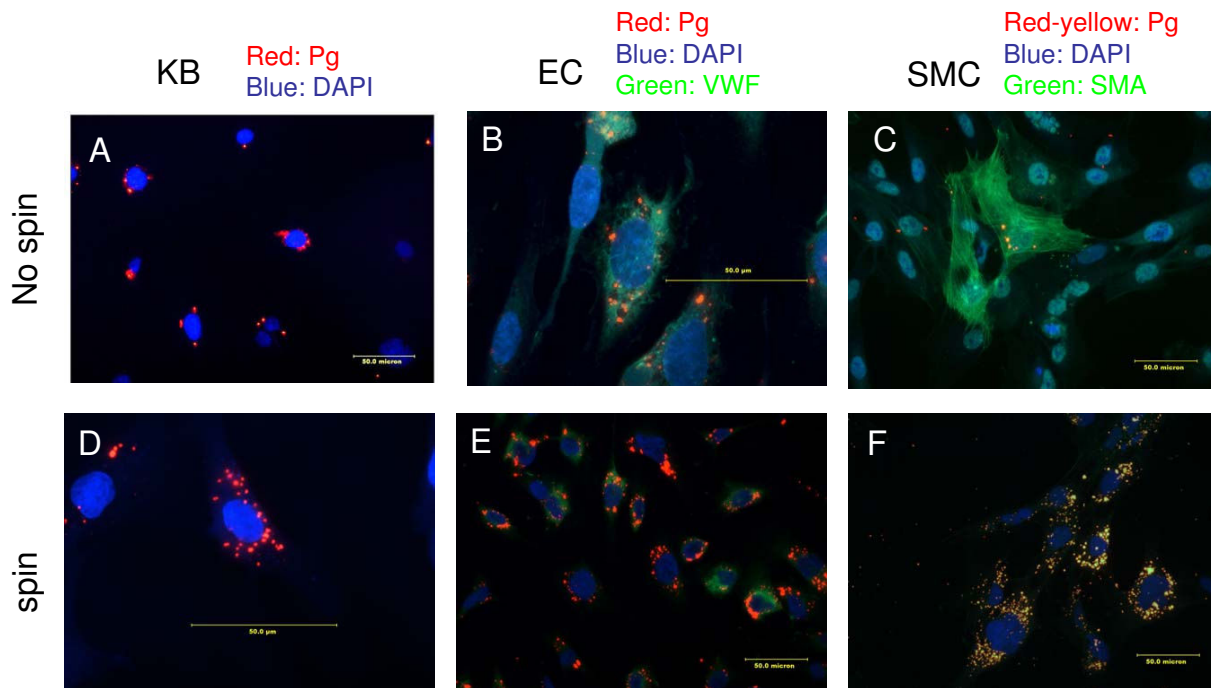 KB
Red: Pg
Blue: DAPI
EC
Red: Pg
Blue: DAPI
Green: VWF
SMC
Red-yellow: Pg
Blue: DAPI
Green: SMA
No spin
A
50.0 micron
B
50.0 µm
C
50.0 micron
spin
D
50.0 µm
E
50.0 micron
F
50.0 micron